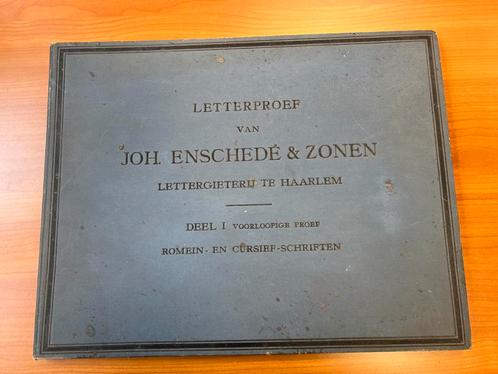 LETTERPROEF
VAN
JOH. ENSCHEDÉ & ZONEN
LETTERGIETERIJ TE HAARLEM
DEEL I VOORLOOPIGE PROEF
ROMEIN- EN CURSIEF-SCHRIFTEN